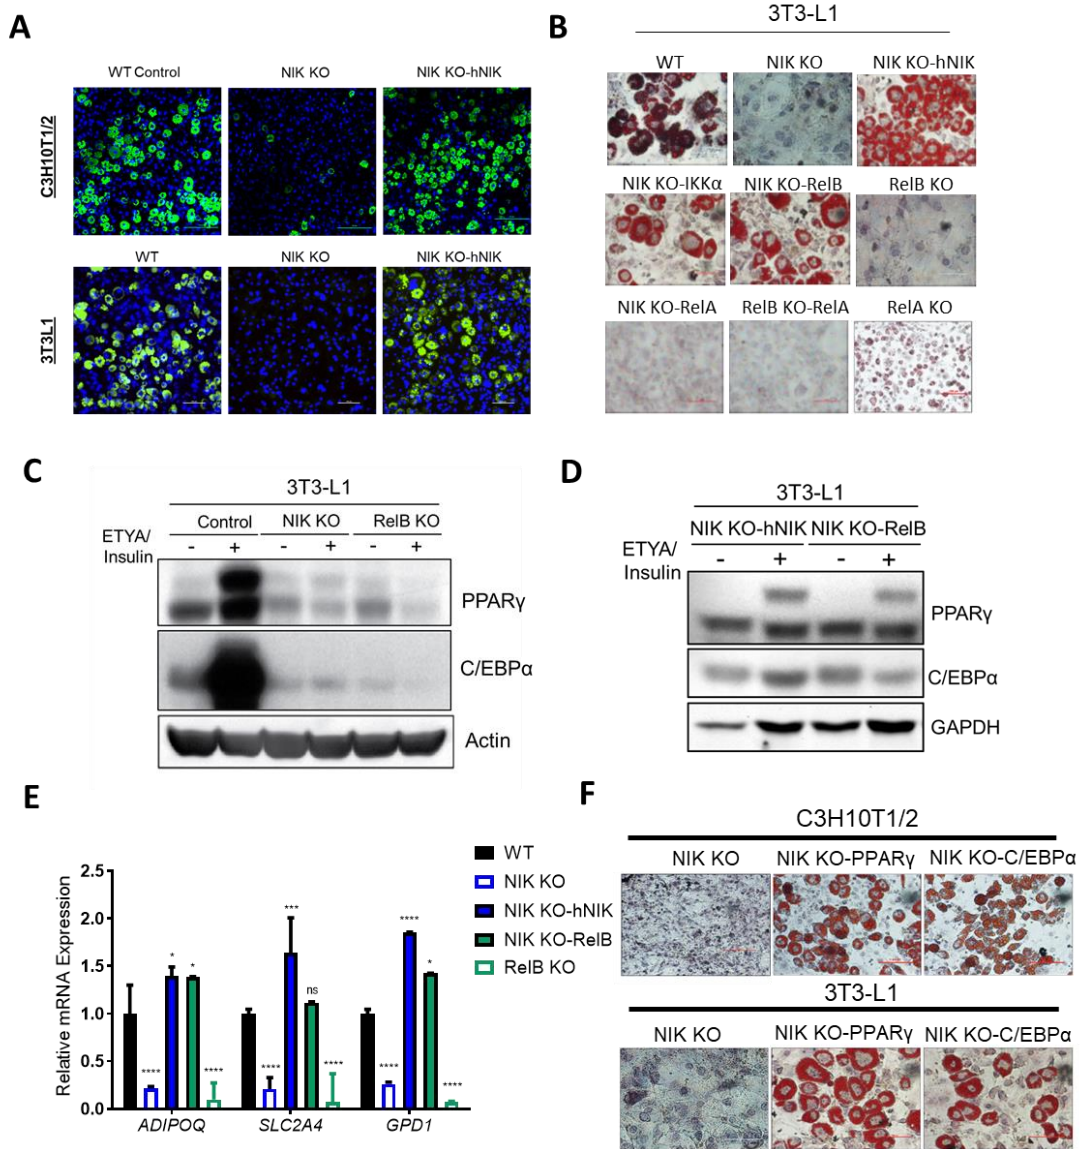 A
WT Control
NIK KO
NIK KO-hNIK
C3H10T1/2
WT
NIK KO
NIK KO-hNIK
3T3L1
B
3T3-L1
WT
NIK KO
NIK KO-hNIK
NIK KO-IKKα
NIK KO-RelB
RelB KO
NIK KO-RelA
RelB KO-RelA
RelA KO
C
3T3-L1
Control
NIK KO
RelB KO
ETYA/
Insulin
- + - + - +
PPARγ
C/EBPα
Actin
D
3T3-L1
NIK KO-hNIK
NIK KO-RelB
ETYA/
Insulin
- + - +
PPARγ
C/EBPα
GAPDH
E
Relative mRNA Expression
2.5
2.0
1.5
1.0
0.5
0.0
**** * * ****
**** *** ns ****
**** **** * ****
ADIPOQ
SLC2A4
GPD1
WT
NIK KO
NIK KO-hNIK
NIK KO-RelB
RelB KO
F
C3H10T1/2
NIK KO
NIK KO-PPARγ
NIK KO-C/EBPα
3T3-L1
NIK KO
NIK KO-PPARγ
NIK KO-C/EBPα